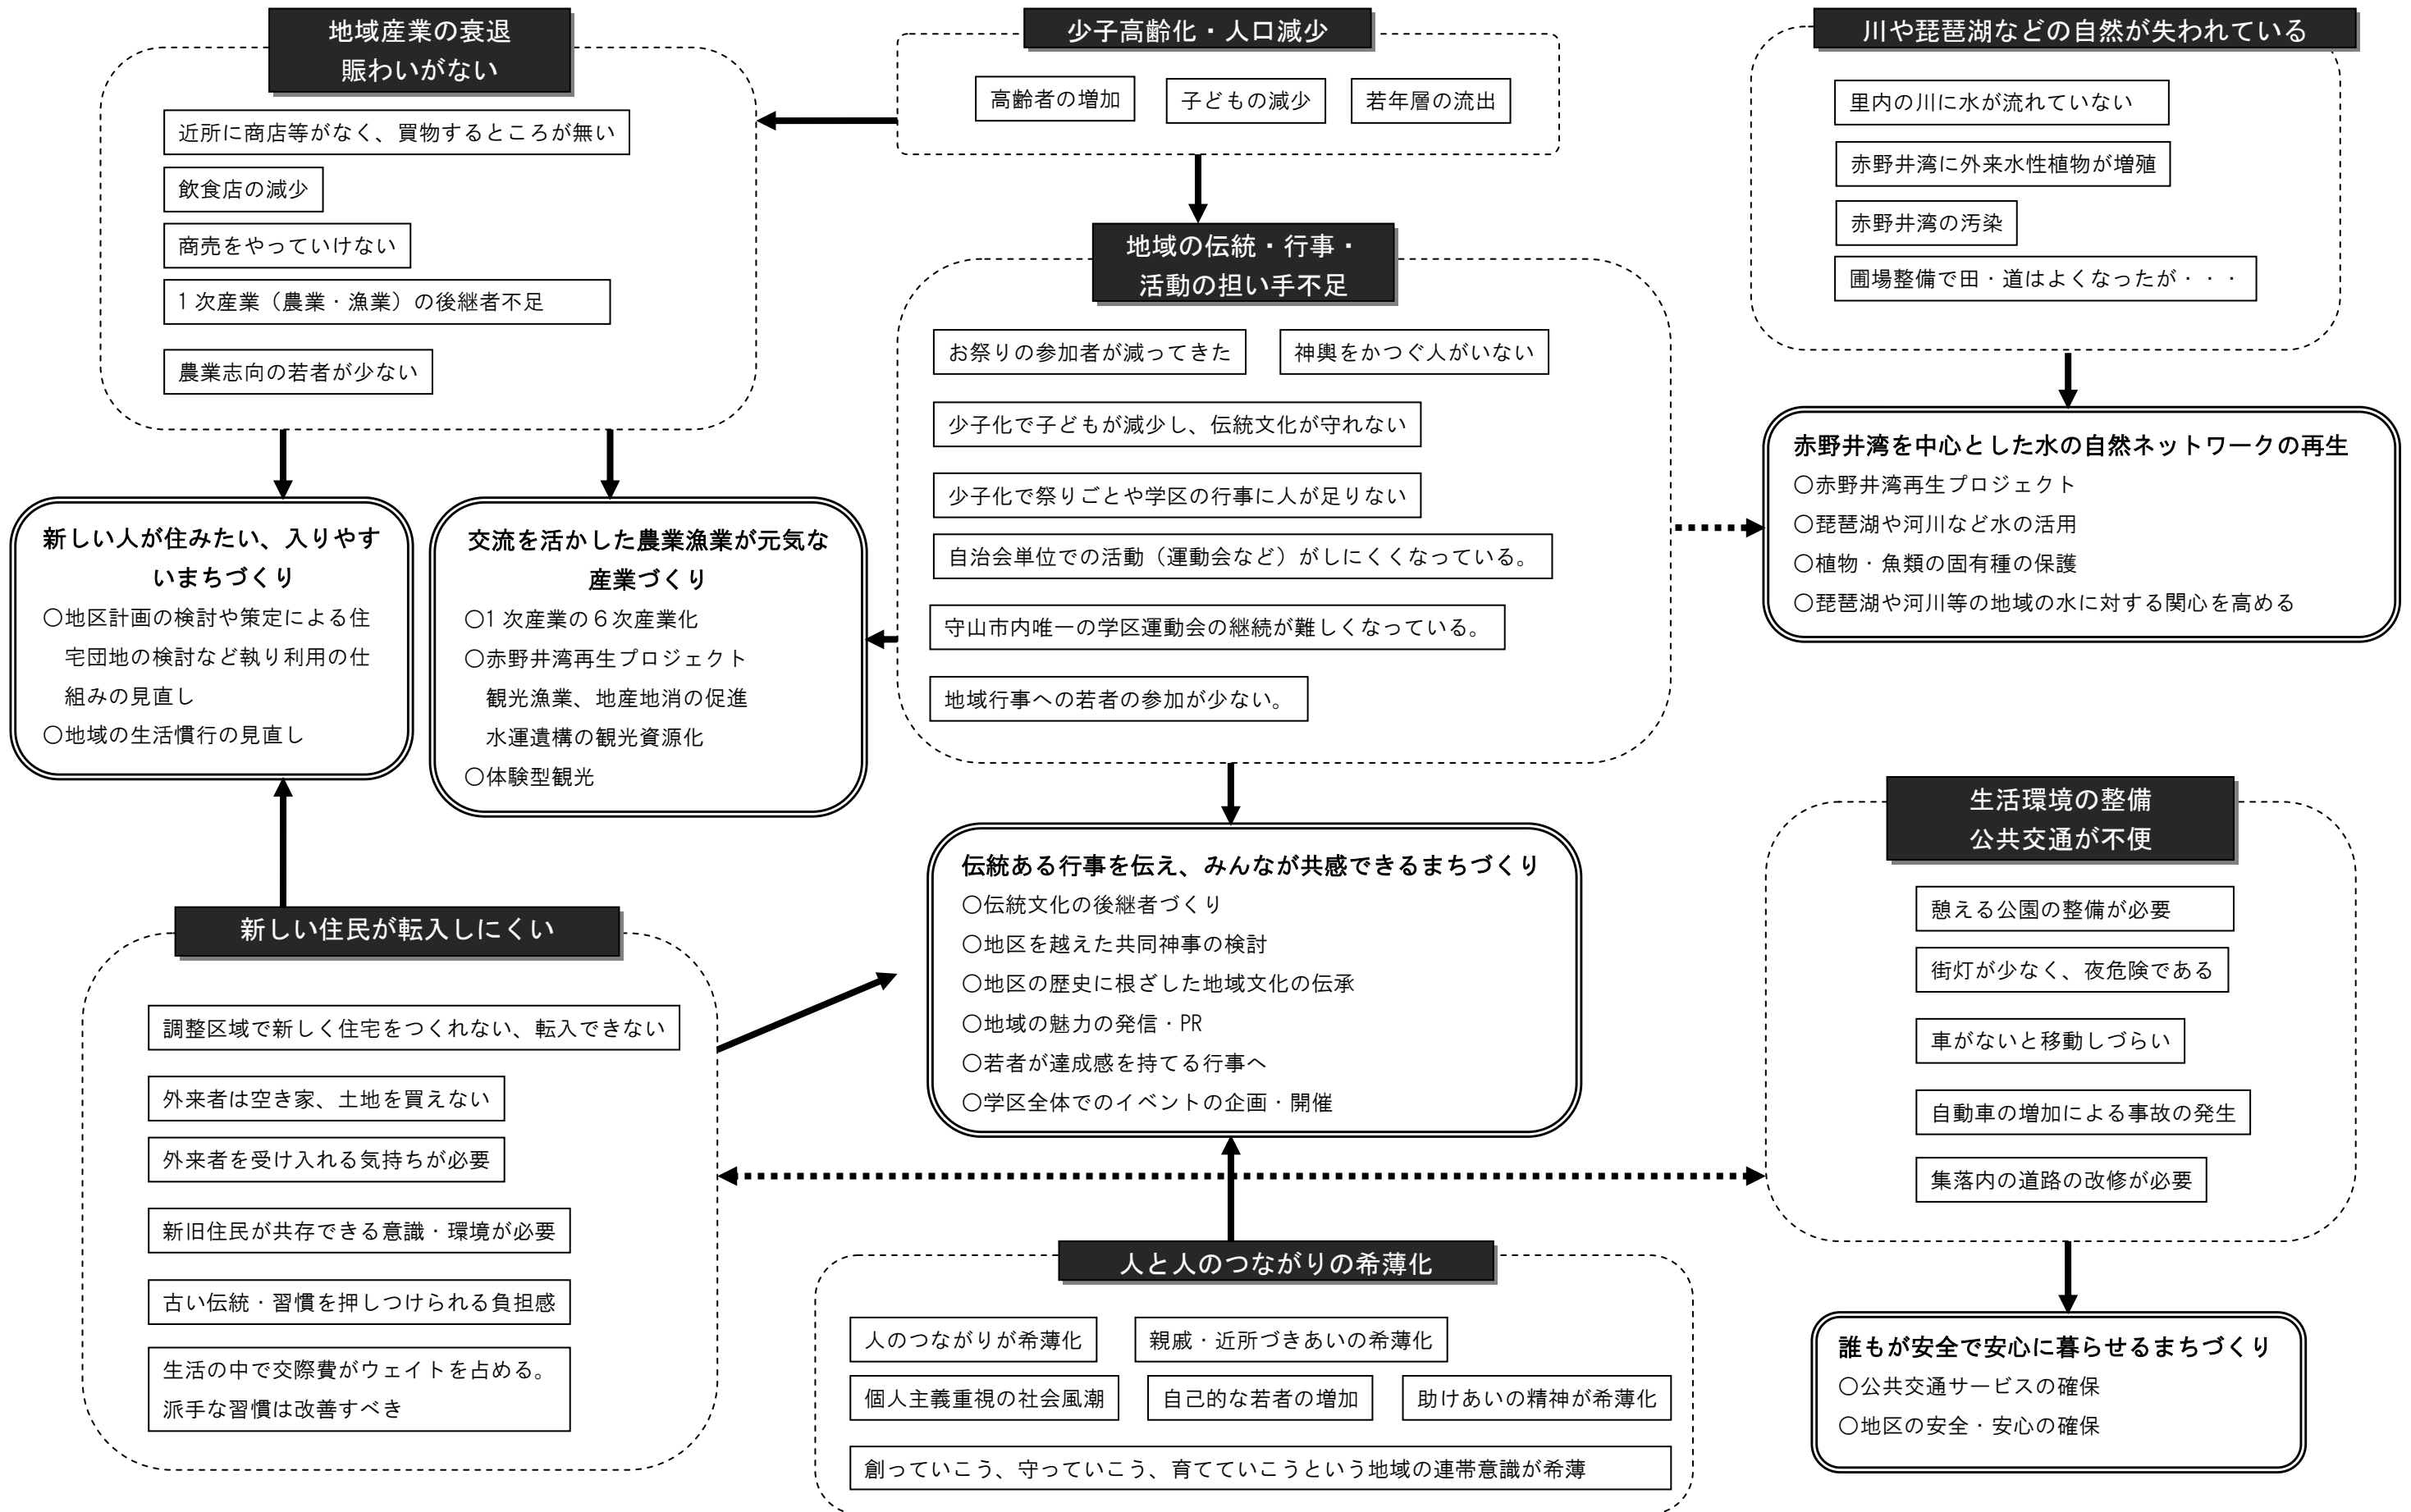 地域産業の衰退
賑わいがない
近所に商店等がなく、買物するところが無い
飲食店の減少
商売をやっていけない
1次産業（農業・漁業）の後継者不足
農業志向の若者が少ない
少子高齢化・人口減少
高齢者の増加
子どもの減少
若年層の流出
川や琵琶湖などの自然が失われている
里内の川に水が流れていない
赤野井湾に外来水性植物が増殖
赤野井湾の汚染
圃場整備で田・道はよくなったが・・・
地域の伝統・行事・
活動の担い手不足
お祭りの参加者が減ってきた
神輿をかつぐ人がいない
少子化で子どもが減少し、伝統文化が守れない
少子化で祭りごとや学区の行事に人が足りない
自治会単位での活動（運動会など）がしにくくなっている。
守山市内唯一の学区運動会の継続が難しくなっている。
地域行事への若者の参加が少ない。
赤野井湾を中心とした水の自然ネットワークの再生
○赤野井湾再生プロジェクト
○琵琶湖や河川など水の活用
○植物・魚類の固有種の保護
○琵琶湖や河川等の地域の水に対する関心を高める
新しい人が住みたい、入りやす
いまちづくり
○地区計画の検討や策定による住
宅団地の検討など執り利用の仕
組みの見直し
○地域の生活慣行の見直し
交流を活かした農業漁業が元気な
産業づくり
○1次産業の6次産業化
○赤野井湾再生プロジェクト
観光漁業、地産地消の促進
水運遺構の観光資源化
○体験型観光
伝統ある行事を伝え、みんなが共感できるまちづくり
○伝統文化の後継者づくり
○地区を越えた共同神事の検討
○地区の歴史に根ざした地域文化の伝承
○地域の魅力の発信・PR
○若者が達成感を持てる行事へ
○学区全体でのイベントの企画・開催
生活環境の整備
公共交通が不便
憩える公園の整備が必要
街灯が少なく、夜危険である
車がないと移動しづらい
自動車の増加による事故の発生
集落内の道路の改修が必要
新しい住民が転入しにくい
調整区域で新しく住宅をつくれない、転入できない
外来者は空き家、土地を買えない
外来者を受け入れる気持ちが必要
新旧住民が共存できる意識・環境が必要
古い伝統・習慣を押しつけられる負担感
生活の中で交際費がウェイトを占める。
派手な習慣は改善すべき
人と人のつながりの希薄化
人のつながりが希薄化
親戚・近所づきあいの希薄化
個人主義重視の社会風潮
自己的な若者の増加
助けあいの精神が希薄化
創っていこう、守っていこう、育てていこうという地域の連帯意識が希薄
誰もが安全で安心に暮らせるまちづくり
○公共交通サービスの確保
○地区の安全・安心の確保